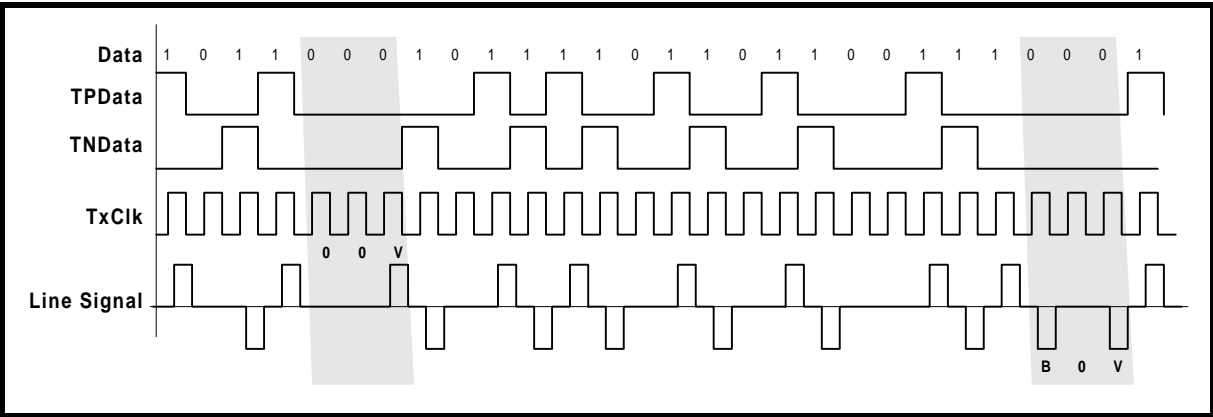 Data 1 0 1 1 0 0 0 1 0 1 1 1 1 0 1 1 0 1 1 0 0 1 1 1 0 0 0 1
TPData
TNData
TxClk
0 0 V
Line Signal
B 0 V